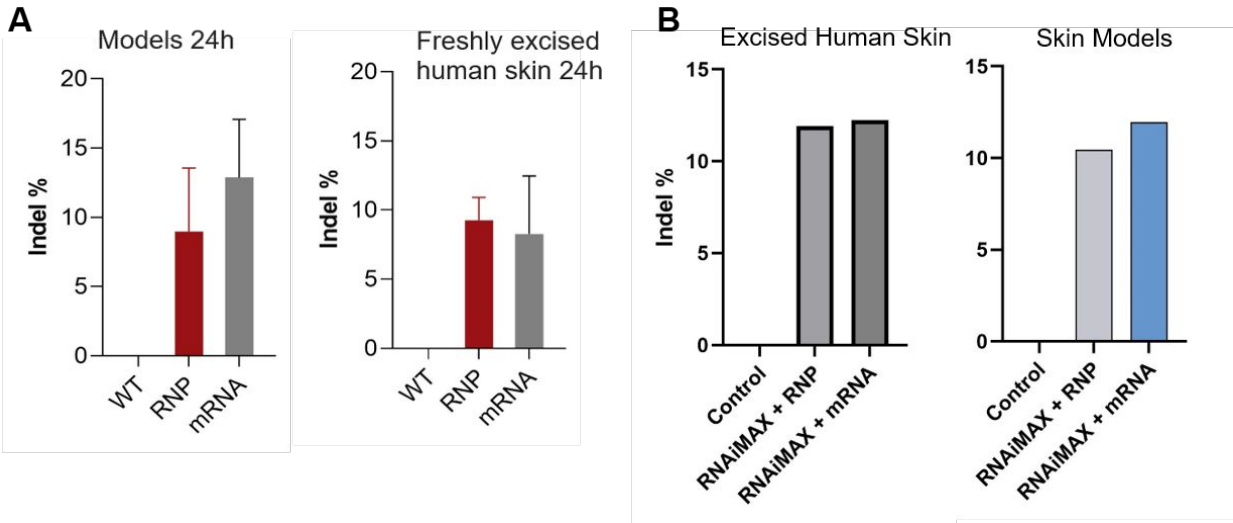 A
Models 24h
20
15
10
5
0
Indel %
WT
RNP
mRNA
Freshly excised
human skin 24h
20
15
10
5
0
Indel %
WT
RNP
mRNA
B
Excised Human Skin
15
10
5
0
Indel %
Control
RNAiMAX + RNP
RNAiMAX + mRNA
Skin Models
15
10
5
0
Control
RNAiMAX + RNP
RNAiMAX + mRNA